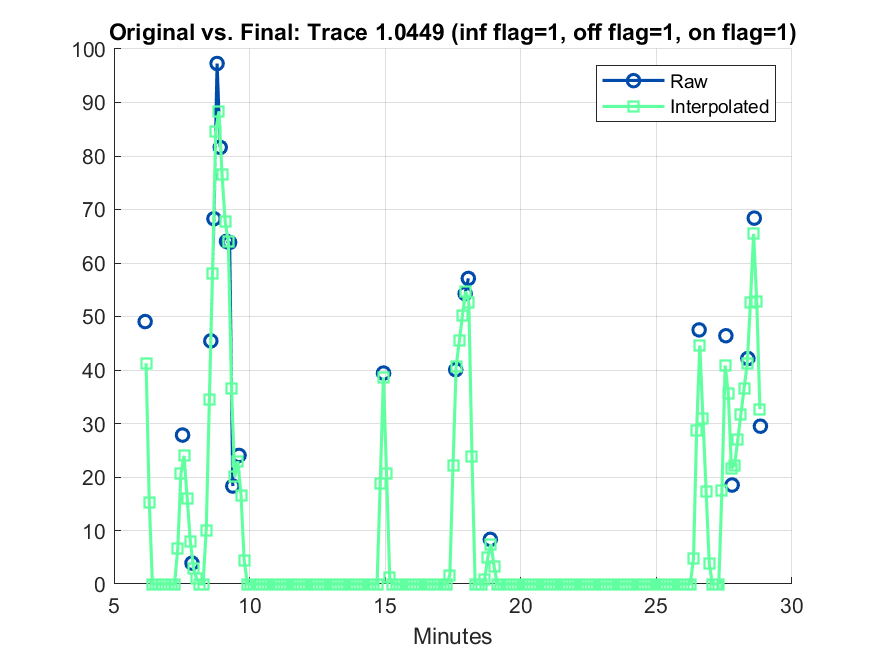 Original vs. Final: Trace 1.0449 (inf flag=1, off flag=1, on flag=1)
100
90
80
70
60
50
40
30
20
10
0
Raw
Interpolated
5 10 15 20 25 30
Minutes